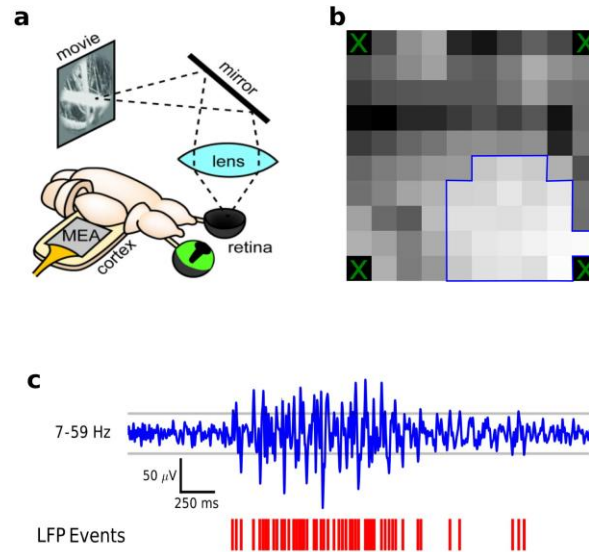 a
movie
mirror
lens
MEA
cortex
retina
b
X
X
X
X
c
7-59 Hz
50 μV
250 ms
LFP Events